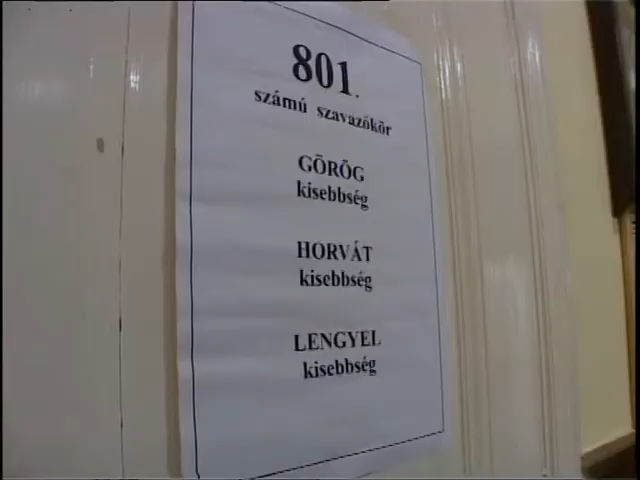 801.
számú szavazókör
GÖRÖG
kisebbség
HORVÁT
kisebbség
LENGYEL
kisebbség